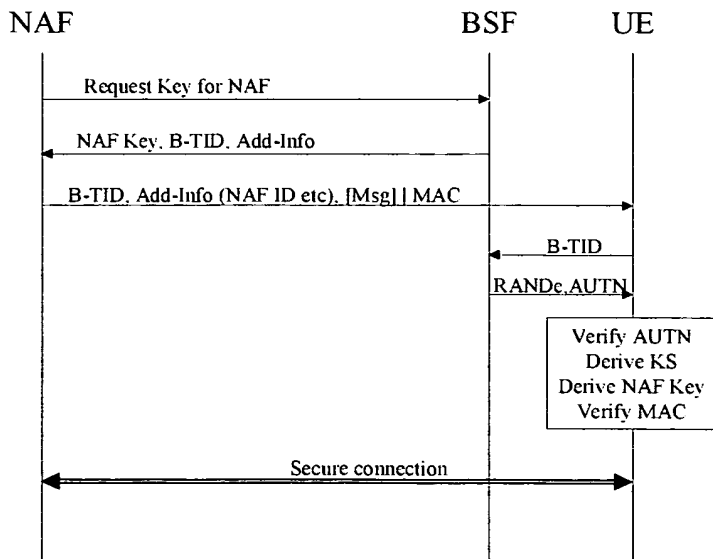 NAF BSF UE
Request Key for NAF
NAF Key, B-TID, Add-Info
B-TID, Add-Info (NAF ID etc), [Msg] | MAC
B-TID
RANDe,AUTN
Verify AUTN
Derive KS
Derive NAF Key
Verify MAC
Secure connection